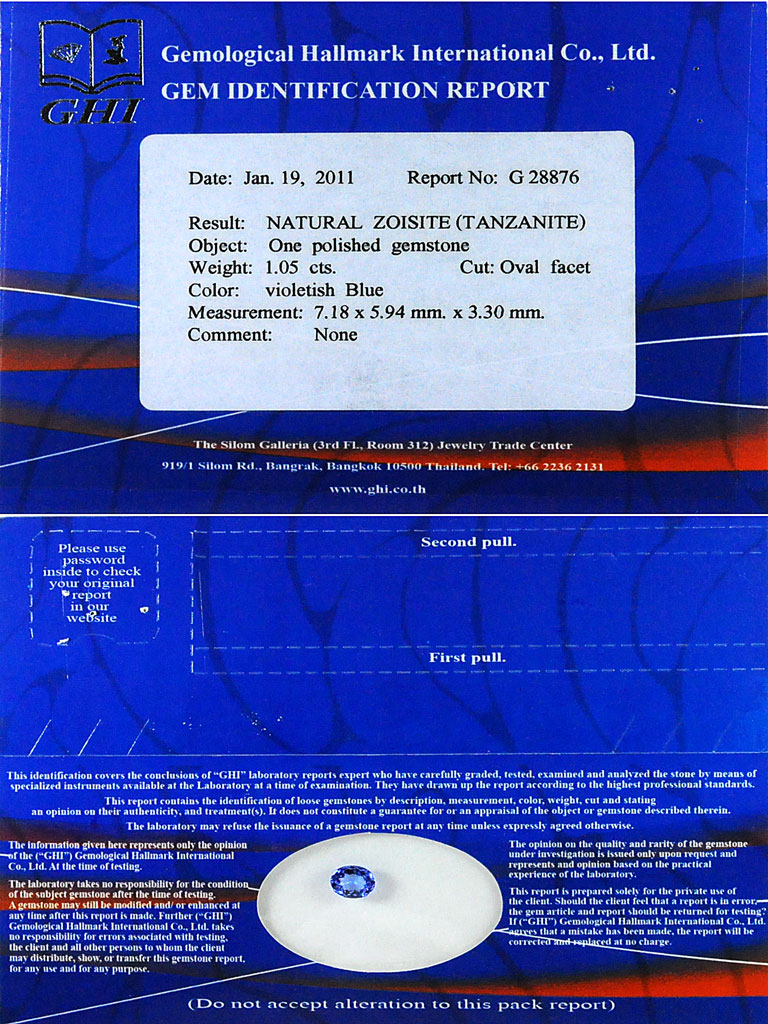 GHI
Gemological Hallmark International Co., Ltd.
GEM IDENTIFICATION REPORT
Date: Jan. 19, 2011 Report No: G 28876
Result: NATURAL ZOISITE (TANZANITE)
Object: One polished gemstone
Weight: 1.05 cts. Cut: Oval facet
Color: violetish Blue
Measurement: 7.18 x 5.94 mm. x 3.30 mm.
Comment: None
The Silom Galleria (3rd Fl., Room 312) Jewelry Trade Center
919/1 Silom Rd., Bangrak, Bangkok 10500 Thailand. Tel: +66 2236 2131
www.ghi.co.th
Please use
password
inside to check
your original
report
in our
website
Second pull.
First pull.
This identification covers the conclusions of “GHI” laboratory reports expert who have carefully graded, tested, examined and analyzed the stone by means of
specialized instruments available at the Laboratory at a time of examination. They have drawn up the report according to the highest professional standards.
This report contains the identification of loose gemstones by description, measurement, color, weight, cut and stating
an opinion on their authenticity, and treatment(s). It does not constitute a guarantee for or an appraisal of the object or gemstone described therein.
The laboratory may refuse the issuance of a gemstone report at any time unless expressly agreed otherwise.
The information given here represents only the opinion
of the (“GHI”) Gemological Hallmark International
Co., Ltd. At the time of testing.
The laboratory takes no responsibility for the condition
of the subject gemstone after the time of testing.
A gemstone may still be modified and/ or enhanced at
any time after this report is made. Further (“GHI”)
Gemological Hallmark International Co., Ltd. takes
no responsibility for errors associated with testing,
the client and all other persons to whom the client
may distribute, show, or transfer this gemstone report,
for any use and for any purpose.
The opinion on the quality and rarity of the gemstone
under investigation is issued only upon request and
represents and opinion based on the practical
experience of the laboratory.
This report is prepared solely for the private use of
the client. Should the client feel that a report is in error,
the gem article and report should be returned for testing?
If (“GHI”) Gemological Hallmark International Co., Ltd.
agrees that a mistake has been made, the report will be
corrected and replaced at no charge.
(Do not accept alteration to this pack report)